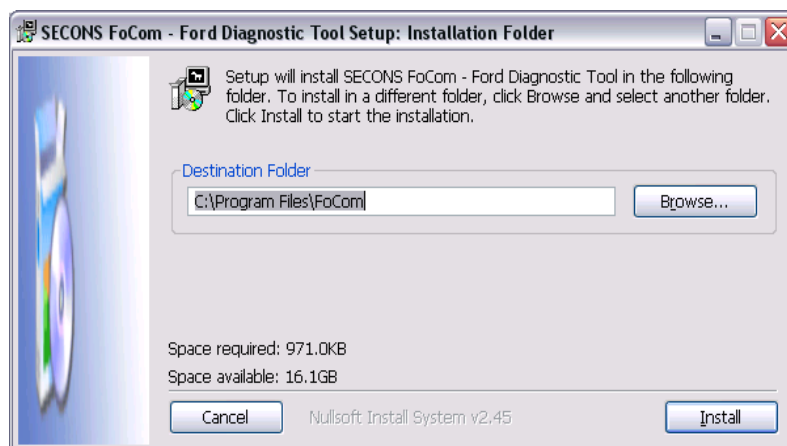 SECONS FoCom - Ford Diagnostic Tool Setup: Installation Folder
Setup will install SECONS FoCom - Ford Diagnostic Tool in the following
folder. To install in a different folder, click Browse and select another folder.
Click Install to start the installation.
Destination Folder
C:\Program Files\FoCom
Browse...
Space required: 971.0KB
Space available: 16.1GB
Cancel
Nullsoft Install System v2.45
Install